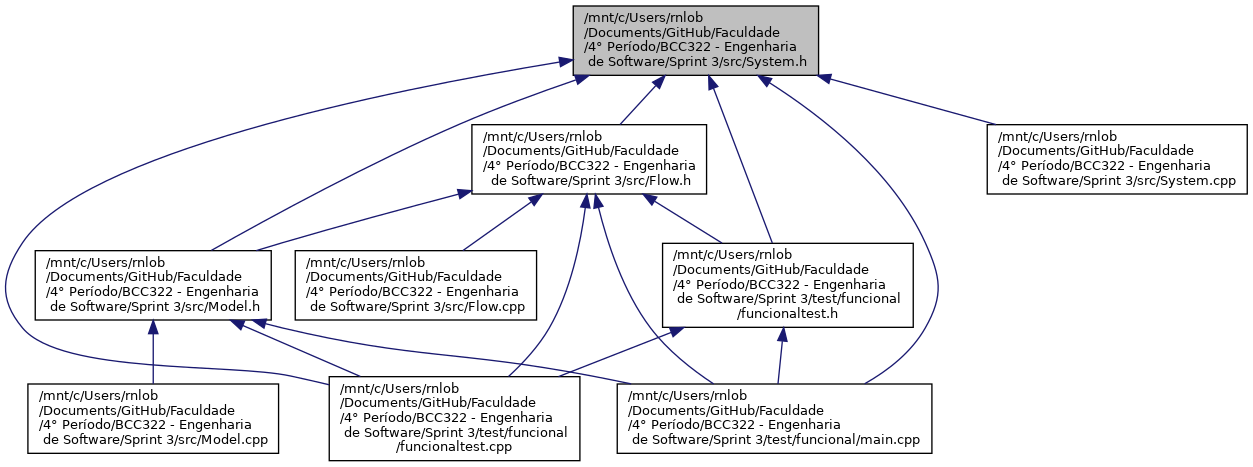 /mnt/c/Users/rnlob
/Documents/GitHub/Faculdade
/4° Período/BCC322 - Engenharia
de Software/Sprint 3/src/System.h
/mnt/c/Users/rnlob
/Documents/GitHub/Faculdade
/4° Período/BCC322 - Engenharia
de Software/Sprint 3/src/Flow.h
/mnt/c/Users/rnlob
/Documents/GitHub/Faculdade
/4° Período/BCC322 - Engenharia
de Software/Sprint 3/src/System.cpp
/mnt/c/Users/rnlob
/Documents/GitHub/Faculdade
/4° Período/BCC322 - Engenharia
de Software/Sprint 3/src/Model.h
/mnt/c/Users/rnlob
/Documents/GitHub/Faculdade
/4° Período/BCC322 - Engenharia
de Software/Sprint 3/src/Flow.cpp
/mnt/c/Users/rnlob
/Documents/GitHub/Faculdade
/4° Período/BCC322 - Engenharia
de Software/Sprint 3/test/funcional
/funcionaltest.h
/mnt/c/Users/rnlob
/Documents/GitHub/Faculdade
/4° Período/BCC322 - Engenharia
de Software/Sprint 3/src/Model.cpp
/mnt/c/Users/rnlob
/Documents/GitHub/Faculdade
/4° Período/BCC322 - Engenharia
de Software/Sprint 3/test/funcional
/funcionaltest.cpp
/mnt/c/Users/rnlob
/Documents/GitHub/Faculdade
/4° Período/BCC322 - Engenharia
de Software/Sprint 3/test/funcional/main.cpp